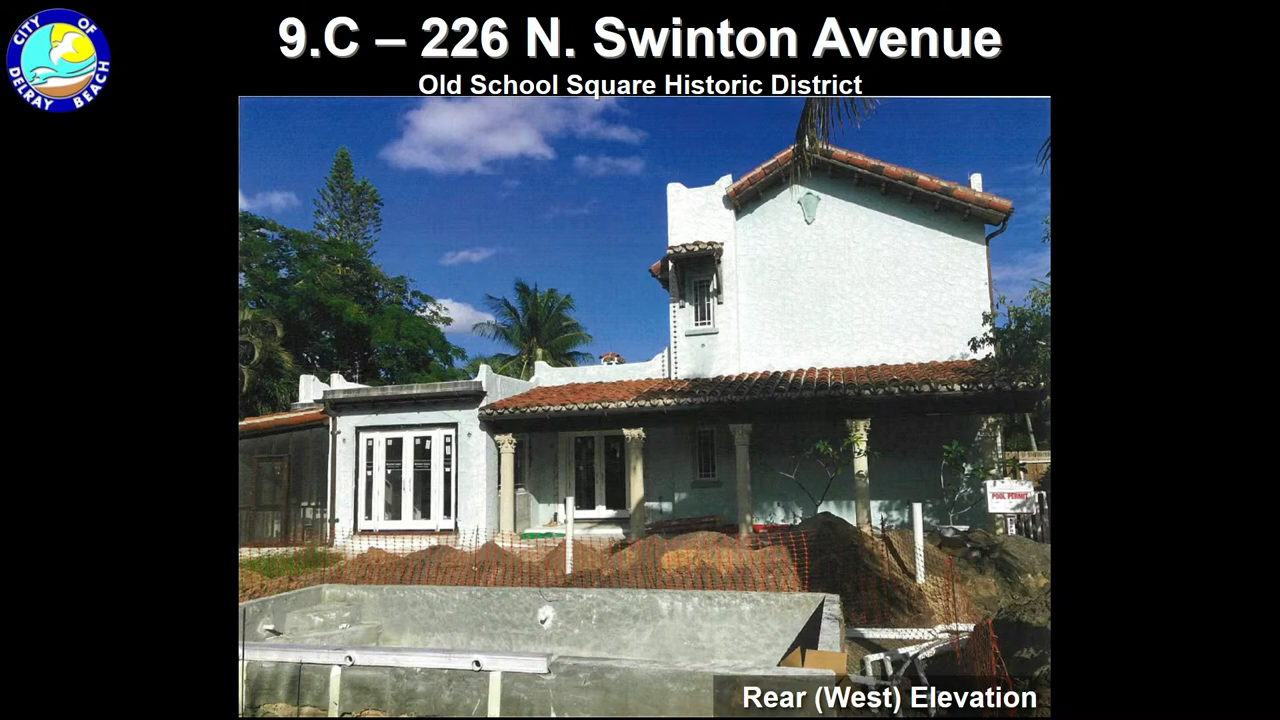 CITY OF
DELRAY BEACH
9.C – 226 N. Swinton Avenue
Old School Square Historic District
POOL PERMIT
Rear (West) Elevation